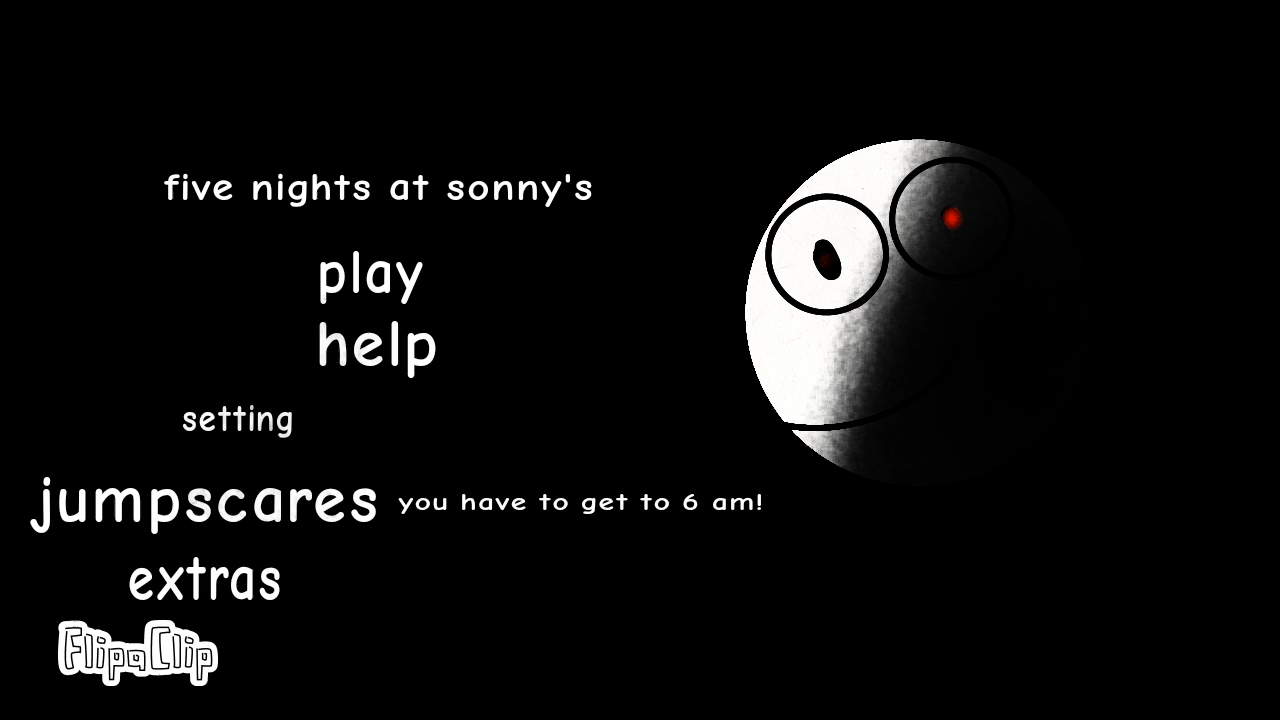 five nights at sonny's
play
help
setting
jumpscares you have to get to 6 am!
extras
FlipaClip